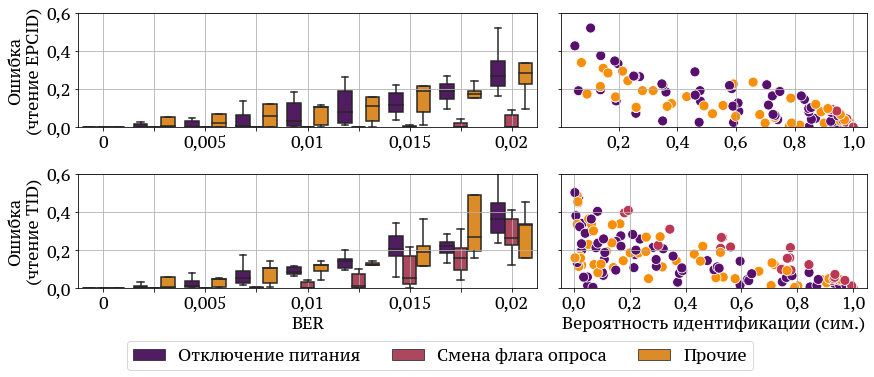 Ошибка
(чтение EPCID)
0,6
0,4
0,2
0,0
0 0,005 0,01 0,015 0,02
0,2 0,4 0,6 0,8 1,0
Ошибка
(чтение TID)
0,6
0,4
0,2
0,0
0 0,005 0,01 0,015 0,02
BER
0,0 0,2 0,4 0,6 0,8 1,0
Вероятность идентификации (сим.)
Отключение питания Смена флага опроса Прочие